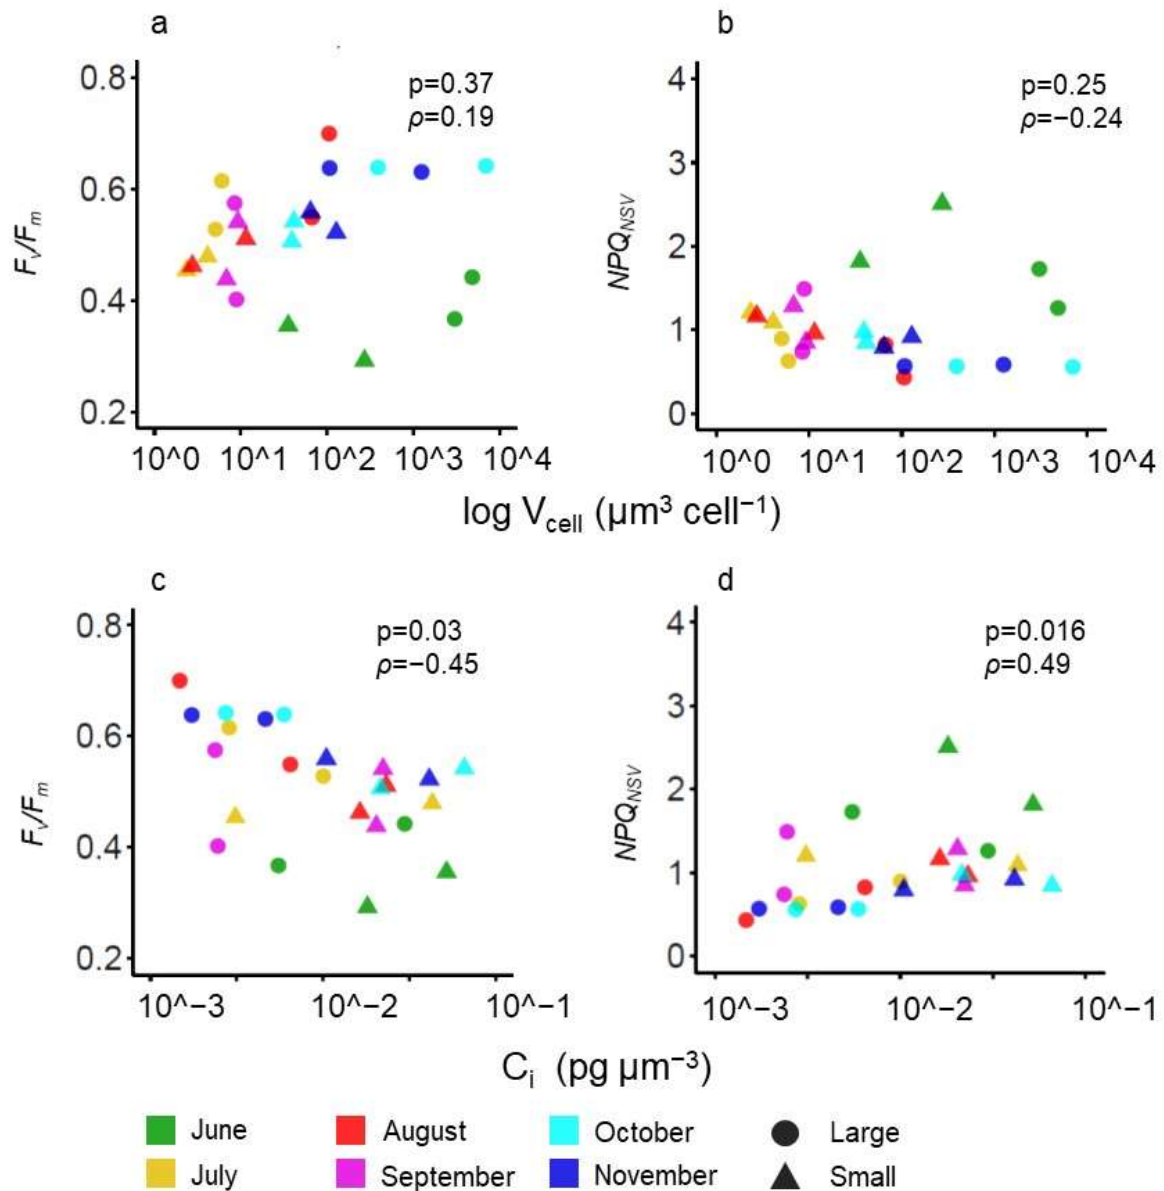 a
b
0.8
0.6
0.4
0.2
Fv/Fm
p=0.37
ρ=0.19
10^0 10^1 10^2 10^3 10^4
4
3
2
1
0
NPQNSV
p=0.25
ρ=−0.24
10^0 10^1 10^2 10^3 10^4
log Vcell (µm³ cell⁻¹)
c
d
0.8
0.6
0.4
0.2
Fv/Fm
p=0.03
ρ=−0.45
10^−3 10^−2 10^−1
4
3
2
1
0
NPQNSV
p=0.016
ρ=0.49
10^−3 10^−2 10^−1
Ci (pg µm⁻³)
June August October Large
July September November Small